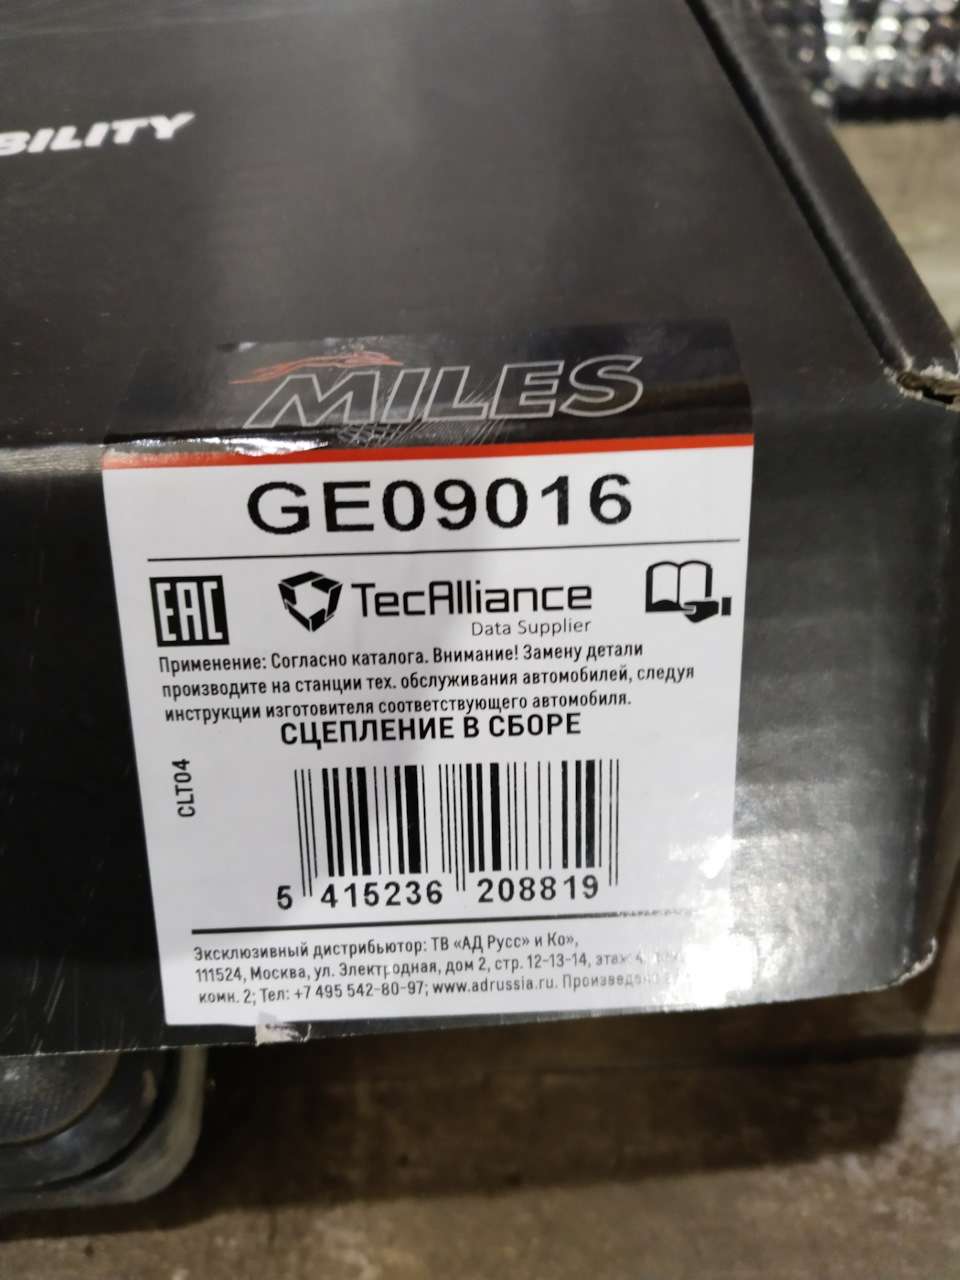 BILITY
MILES
GE09016
EAC
TecAlliance
Data Supplier
Применение: Согласно каталога. Внимание! Замену детали
производите на станции тех. обслуживания автомобилей, следуя
инструкции изготовителя соответствующего автомобиля.
СЦЕПЛЕНИЕ В СБОРЕ
CLT04
5 415236 208819
Эксклюзивный дистрибьютор: ТВ «АД Русс» и Ко»,
111524, Москва, ул. Электродная, дом 2, стр. 12-13-14, этаж 4,
комн. 2; Тел: +7 495 542-80-97; www.adrussia.ru.